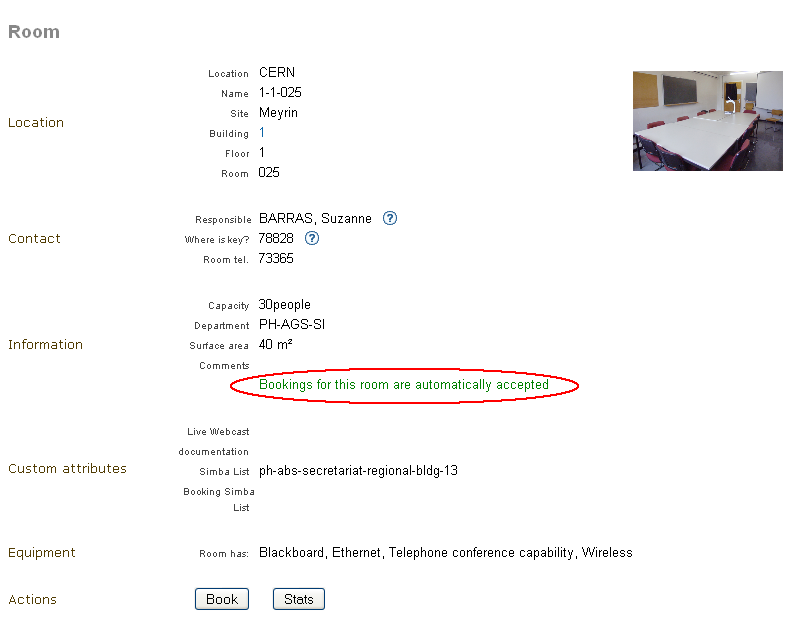 Room
Location
Location CERN
Name 1-1-025
Site Meyrin
Building 1
Floor 1
Room 025
Contact
Responsible BARRAS, Suzanne ?
Where is key? 78828 ?
Room tel. 73365
Information
Capacity 30people
Department PH-AGS-SI
Surface area 40 m²
Comments
Bookings for this room are automatically accepted
Custom attributes
Live Webcast
documentation
Simba List ph-abs-secretariat-regional-bldg-13
Booking Simba
List
Equipment Room has: Blackboard, Ethernet, Telephone conference capability, Wireless
Actions Book Stats